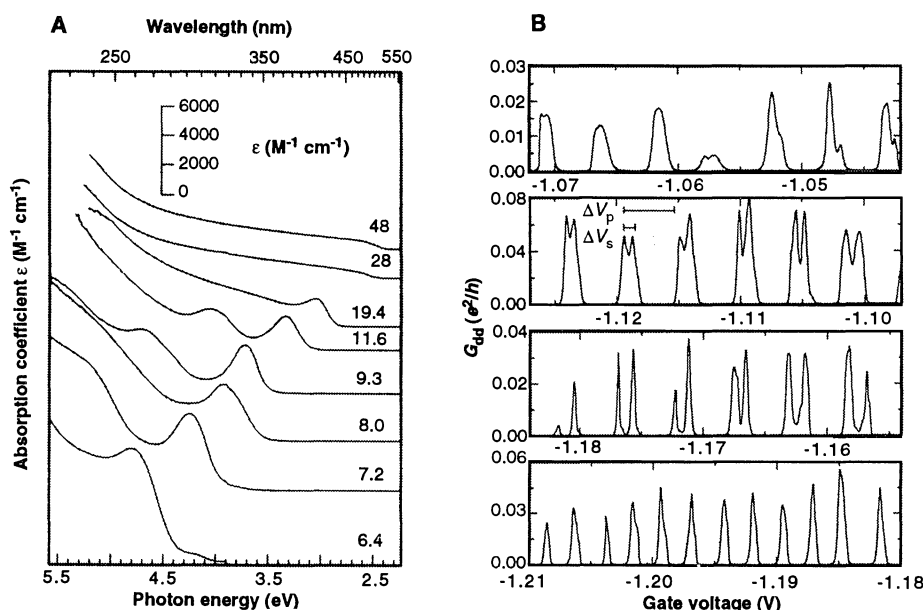 A
Wavelength (nm)
250 350 450 550
6000
4000
2000
0
ε (M⁻¹ cm⁻¹)
Absorption coefficient ε (M⁻¹ cm⁻¹)
48
28
19.4
11.6
9.3
8.0
7.2
6.4
5.5 4.5 3.5 2.5
Photon energy (eV)
B
0.03
0.02
0.01
0.00
-1.07 -1.06 -1.05
0.08
0.04
0.00
ΔVp
ΔVs
-1.12 -1.11 -1.10
Gdd (e²/h)
0.04
0.02
0.00
-1.18 -1.17 -1.16
0.06
0.03
0.00
-1.21 -1.20 -1.19 -1.18
Gate voltage (V)